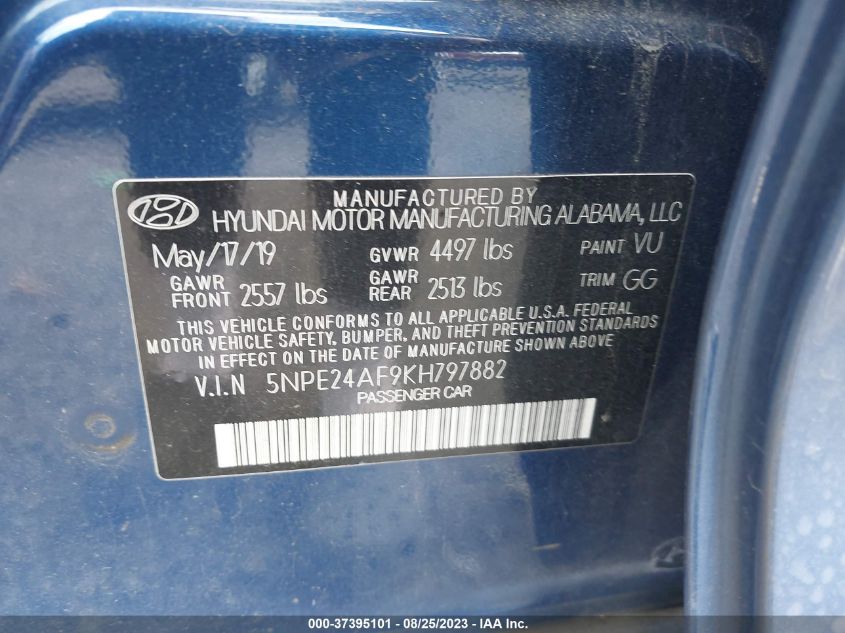 MANUFACTURED BY
HYUNDAI MOTOR MANUFACTURING ALABAMA, LLC
May/17/19 GVWR 4497 lbs PAINT VU
GAWR FRONT 2557 lbs GAWR REAR 2513 lbs TRIM GG
THIS VEHICLE CONFORMS TO ALL APPLICABLE U.S.A. FEDERAL
MOTOR VEHICLE SAFETY, BUMPER, AND THEFT PREVENTION STANDARDS
IN EFFECT ON THE DATE OF MANUFACTURE SHOWN ABOVE.
V.I.N 5NPE24AF9KH797882
PASSENGER CAR
000-37395101 - 08/25/2023 - IAA Inc.